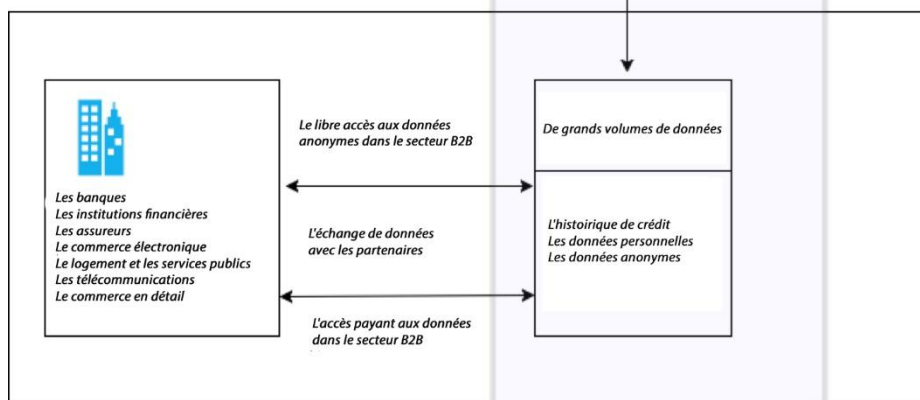 Les banques
Les institutions financières
Les assureurs
Le commerce électronique
Le logement et les services publics
Les télécommunications
Le commerce en détail
Le libre accès aux données
anonymes dans le secteur B2B
L'échange de données
avec les partenaires
L'accès payant aux données
dans le secteur B2B
De grands volumes de données
L'histoirique de crédit
Les données personnelles
Les données anonymes